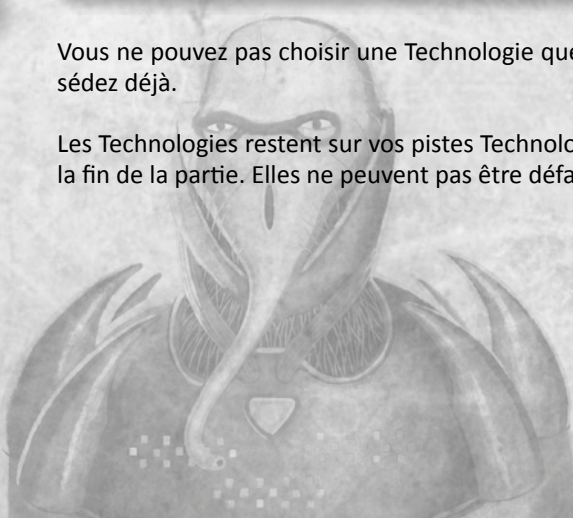 Vous ne pouvez pas choisir une Technologie que
sédez déjà.
Les Technologies restent sur vos pistes Technolo
la fin de la partie. Elles ne peuvent pas être défa